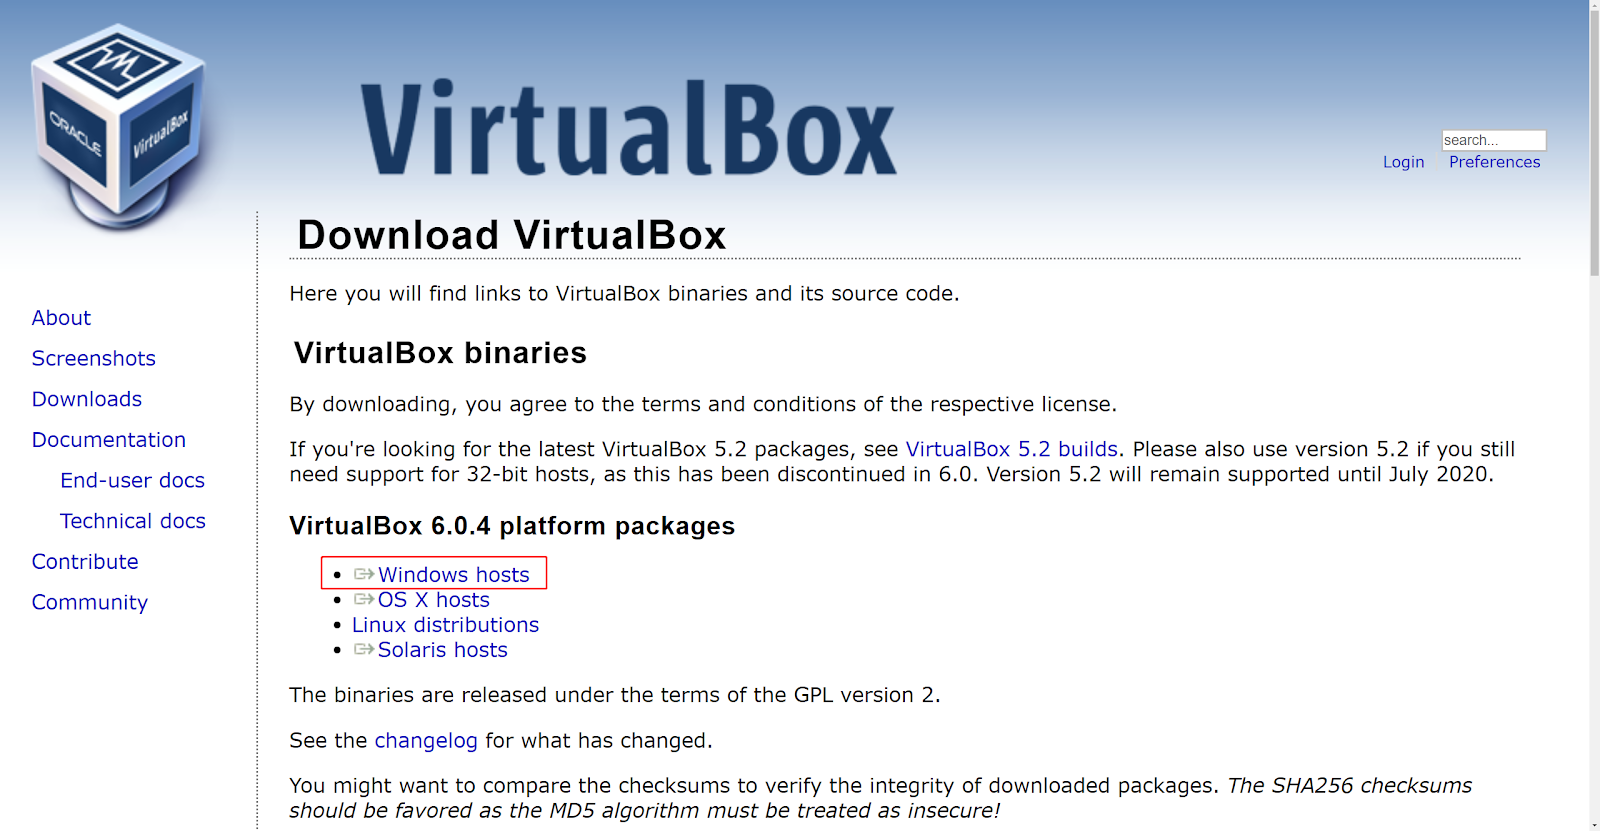 ORACLE
VirtualBox
VirtualBox
search...
Login Preferences
Download VirtualBox
Here you will find links to VirtualBox binaries and its source code.
About
Screenshots
Downloads
Documentation
End-user docs
Technical docs
Contribute
Community
VirtualBox binaries
By downloading, you agree to the terms and conditions of the respective license.
If you're looking for the latest VirtualBox 5.2 packages, see VirtualBox 5.2 builds. Please also use version 5.2 if you still
need support for 32-bit hosts, as this has been discontinued in 6.0. Version 5.2 will remain supported until July 2020.
VirtualBox 6.0.4 platform packages
Windows hosts
OS X hosts
Linux distributions
Solaris hosts
The binaries are released under the terms of the GPL version 2.
See the changelog for what has changed.
You might want to compare the checksums to verify the integrity of downloaded packages. The SHA256 checksums
should be favored as the MD5 algorithm must be treated as insecure!